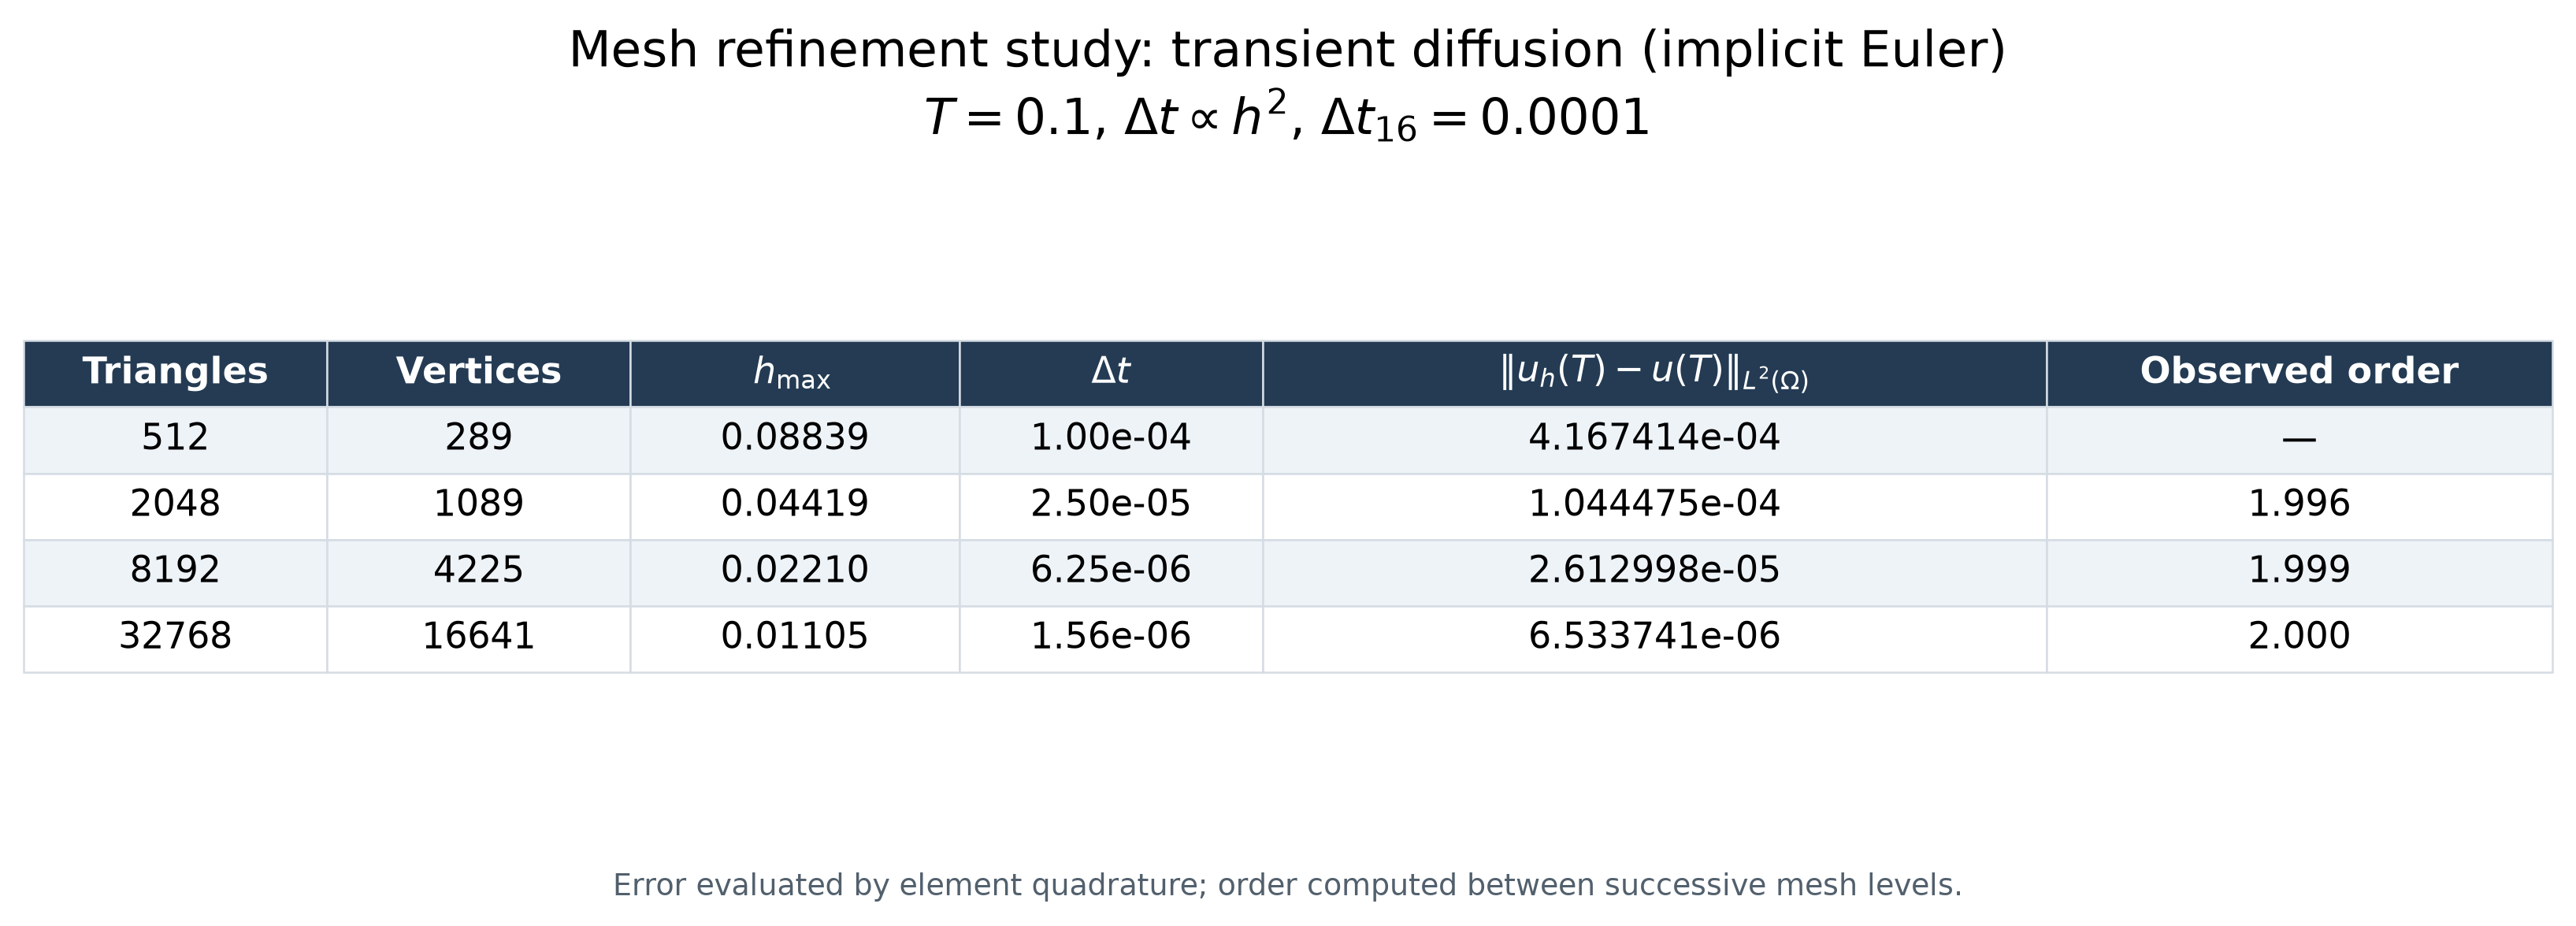 Mesh refinement study: transient diffusion (implicit Euler)
T = 0.1, Δt ∝ h², Δt₁₆ = 0.0001
Triangles Vertices h_max Δt ‖u_h(T) − u(T)‖_{L²(Ω)} Observed order
512 289 0.08839 1.00e-04 4.167414e-04 —
2048 1089 0.04419 2.50e-05 1.044475e-04 1.996
8192 4225 0.02210 6.25e-06 2.612998e-05 1.999
32768 16641 0.01105 1.56e-06 6.533741e-06 2.000
Error evaluated by element quadrature; order computed between successive mesh levels.